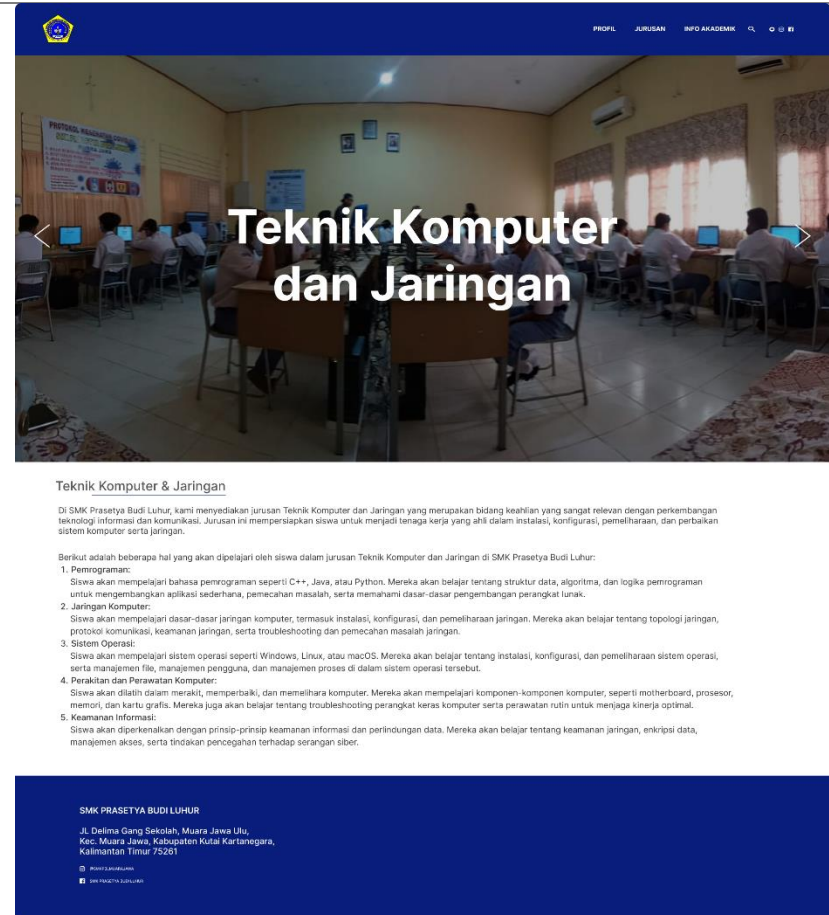 PROFIL JURUSAN INFO AKADEMIK
Teknik Komputer
dan Jaringan
Teknik Komputer & Jaringan
Di SMK Prasetya Budi Luhur, kami menyediakan jurusan Teknik Komputer dan Jaringan yang merupakan bidang keahlian yang sangat relevan dengan perkembangan
teknologi informasi dan komunikasi. Jurusan ini mempersiapkan siswa untuk menjadi tenaga kerja yang ahli dalam instalasi, konfigurasi, pemeliharaan, dan perbaikan
sistem komputer serta jaringan.
Berikut adalah beberapa hal yang akan dipelajari oleh siswa dalam jurusan Teknik Komputer dan Jaringan di SMK Prasetya Budi Luhur:
1. Pemrograman:
Siswa akan mempelajari bahasa pemrograman seperti C++, Java, atau Python. Mereka akan belajar tentang struktur data, algoritma, dan logika pemrograman
untuk mengembangkan aplikasi sederhana, pemecahan masalah, serta memahami dasar-dasar pengembangan perangkat lunak.
2. Jaringan Komputer:
Siswa akan mempelajari dasar-dasar jaringan komputer, termasuk instalasi, konfigurasi, dan pemeliharaan jaringan. Mereka akan belajar tentang topologi jaringan,
protokol komunikasi, keamanan jaringan, serta troubleshooting dan pemecahan masalah jaringan.
3. Sistem Operasi:
Siswa akan mempelajari sistem operasi seperti Windows, Linux, atau macOS. Mereka akan belajar tentang instalasi, konfigurasi, dan pemeliharaan sistem operasi,
serta manajemen file, manajemen pengguna, dan manajemen proses di dalam sistem operasi tersebut.
4. Perakitan dan Perawatan Komputer:
Siswa akan dilatih dalam merakit, memperbaiki, dan memelihara komputer. Mereka akan mempelajari komponen-komponen komputer, seperti motherboard, prosesor,
memori, dan kartu grafis. Mereka juga akan belajar tentang troubleshooting perangkat keras komputer serta perawatan rutin untuk menjaga kinerja optimal.
5. Keamanan Informasi:
Siswa akan diperkenalkan dengan prinsip-prinsip keamanan informasi dan perlindungan data. Mereka akan belajar tentang keamanan jaringan, enkripsi data,
manajemen akses, serta tindakan pencegahan terhadap serangan siber.
SMK PRASETYA BUDI LUHUR
JL Delima Gang Sekolah, Muara Jawa Ulu,
Kec. Muara Jawa, Kabupaten Kutai Kartanegara,
Kalimantan Timur 75261
SMK PRASETYA BUDI LUHUR